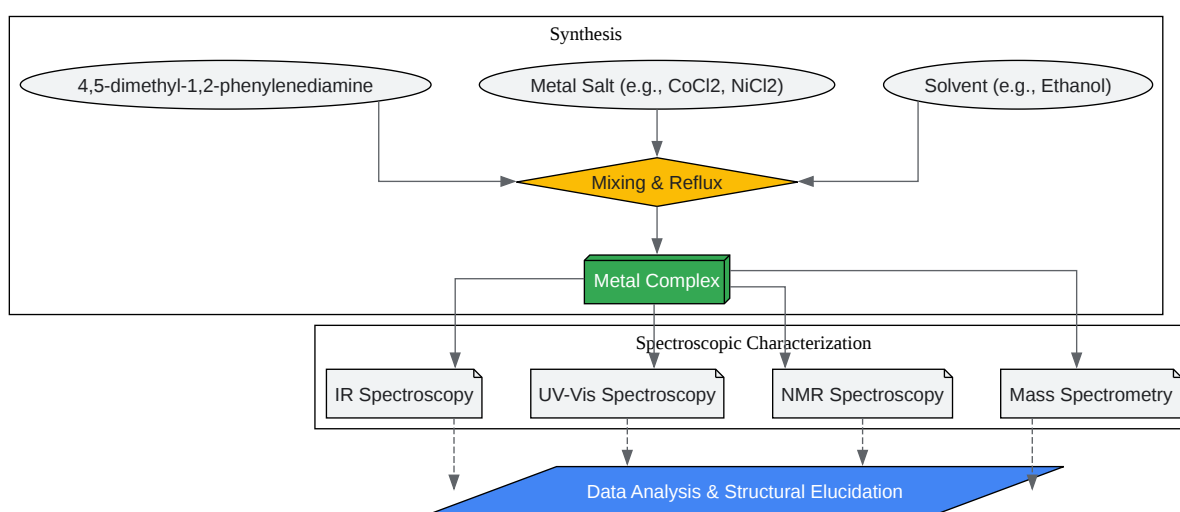 Synthesis
4,5-dimethyl-1,2-phenylenediamine
Metal Salt (e.g., CoCl2, NiCl2)
Solvent (e.g., Ethanol)
Mixing & Reflux
Metal Complex
Spectroscopic Characterization
IR Spectroscopy
UV-Vis Spectroscopy
NMR Spectroscopy
Mass Spectrometry
Data Analysis & Structural Elucidation